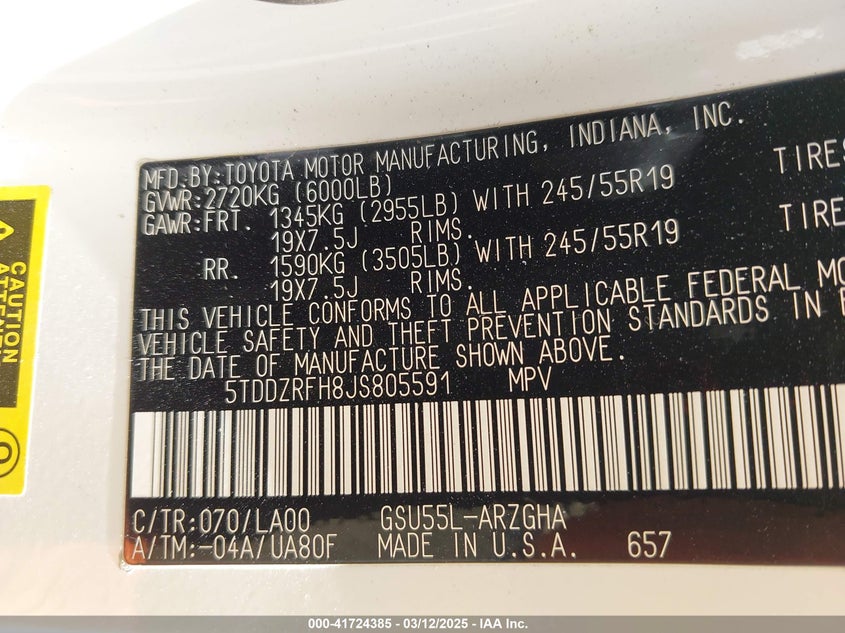 MFD.BY:TOYOTA MOTOR MANUFACTURING, INDIANA, INC.
GVWR:2720KG (6000LB)
GAWR:FRT. 1345KG (2955LB) WITH 245/55R19 TIRES
19X7.5J RIMS.
RR. 1590KG (3505LB) WITH 245/55R19 TIRE
19X7.5J RIMS.
THIS VEHICLE CONFORMS TO ALL APPLICABLE FEDERAL MO
VEHICLE SAFETY AND THEFT PREVENTION STANDARDS IN
THE DATE OF MANUFACTURE SHOWN ABOVE.
5TDDZRFH8JS805591 MPV
C/TR:070/LA00 GSU55L-ARZGHA
A/TM:-04A/UA80F MADE IN U.S.A. 657
CAUTION
000-41724385 - 03/12/2025 - IAA Inc.